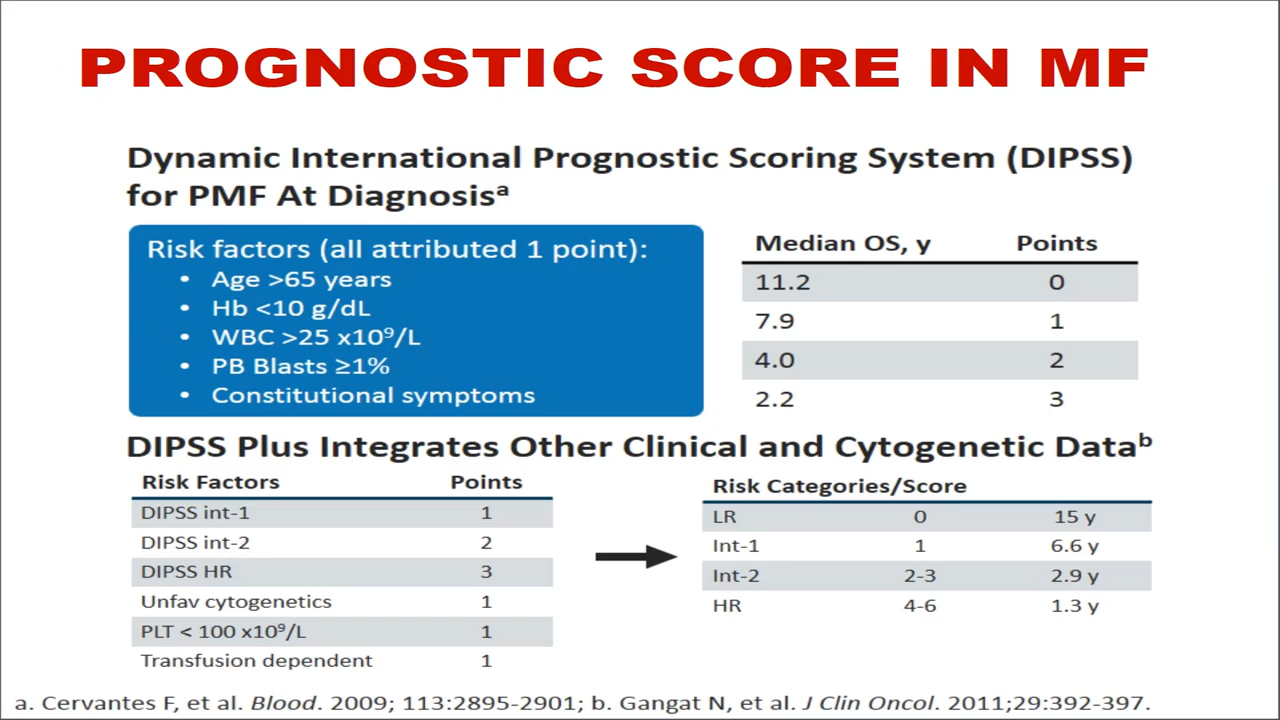 PROGNOSTIC SCORE IN MF
Dynamic International Prognostic Scoring System (DIPSS)
for PMF At Diagnosisᵃ
Risk factors (all attributed 1 point):
• Age >65 years
• Hb <10 g/dL
• WBC >25 x10⁹/L
• PB Blasts ≥1%
• Constitutional symptoms
Median OS, y Points
11.2 0
7.9 1
4.0 2
2.2 3
DIPSS Plus Integrates Other Clinical and Cytogenetic Dataᵇ
Risk Factors Points
DIPSS int-1 1
DIPSS int-2 2
DIPSS HR 3
Unfav cytogenetics 1
PLT < 100 x10⁹/L 1
Transfusion dependent 1
Risk Categories/Score
LR 0 15 y
Int-1 1 6.6 y
Int-2 2-3 2.9 y
HR 4-6 1.3 y
a. Cervantes F, et al. Blood. 2009; 113:2895-2901; b. Gangat N, et al. J Clin Oncol. 2011;29:392-397.